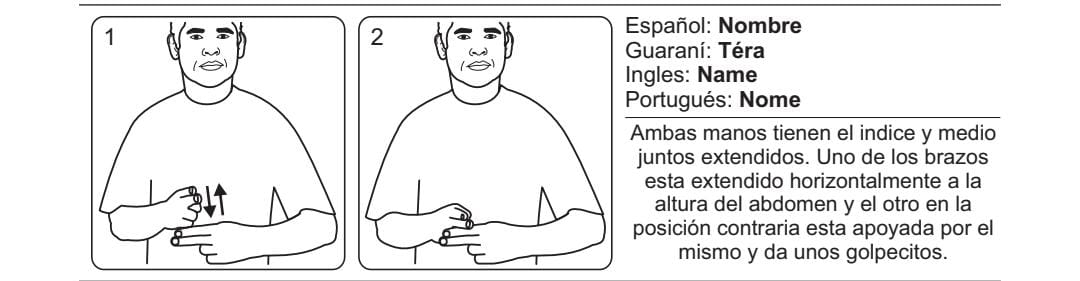 1
2
Español: Nombre
Guaraní: Téra
Ingles: Name
Portugués: Nome
Ambas manos tienen el indice y medio
juntos extendidos. Uno de los brazos
esta extendido horizontalmente a la
altura del abdomen y el otro en la
posición contraria esta apoyada por el
mismo y da unos golpecitos.